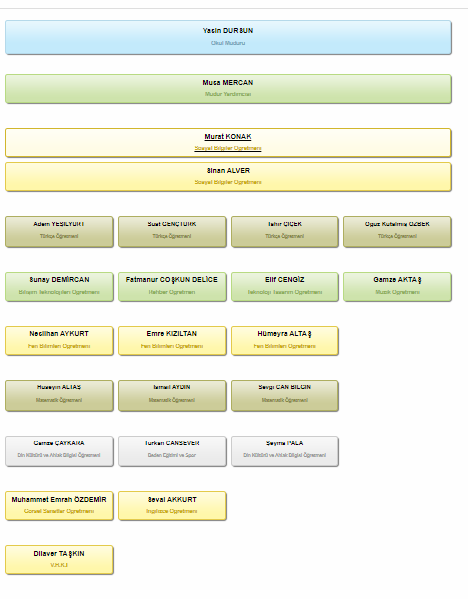 Yasin DURSUN
Okul Müdürü
Musa MERCAN
Müdür Yardımcısı
Murat KONAK
Sosyal Bilgiler Öğretmeni
Sinan ALVER
Sosyal Bilgiler Öğretmeni
Adem YEŞİLYURT
Türkçe Öğretmeni
Suat GENÇTÜRK
Türkçe Öğretmeni
Tahir ÇİÇEK
Türkçe Öğretmeni
Oğuz Kutalmış ÖZBEK
Türkçe Öğretmeni
Sunay DEMİRCAN
Bilişim Teknolojileri Öğretmeni
Fatmanur COŞKUN DELİCE
Rehber Öğretmen
Elif CENGİZ
Teknoloji Tasarım Öğretmeni
Gamze AKTAŞ
Müzik Öğretmeni
Neslihan AYKURT
Fen Bilimleri Öğretmeni
Emre KIZILTAN
Fen Bilimleri Öğretmeni
Hümeyra ALTAŞ
Fen Bilimleri Öğretmeni
Hüseyin ALTAŞ
Matematik Öğretmeni
İsmail AYDIN
Matematik Öğretmeni
Sevgi CAN BİLGİN
Matematik Öğretmeni
Gamze ÇAYKARA
Din Kültürü ve Ahlak Bilgisi Öğretmeni
Türkan CANSEVER
Beden Eğitimi ve Spor
Şeyma PALA
Din Kültürü ve Ahlak Bilgisi Öğretmeni
Muhammet Emrah ÖZDEMİR
Görsel Sanatlar Öğretmeni
Seval AKKURT
İngilizce Öğretmeni
Dilaver TAŞKIN
V.H.K.İ